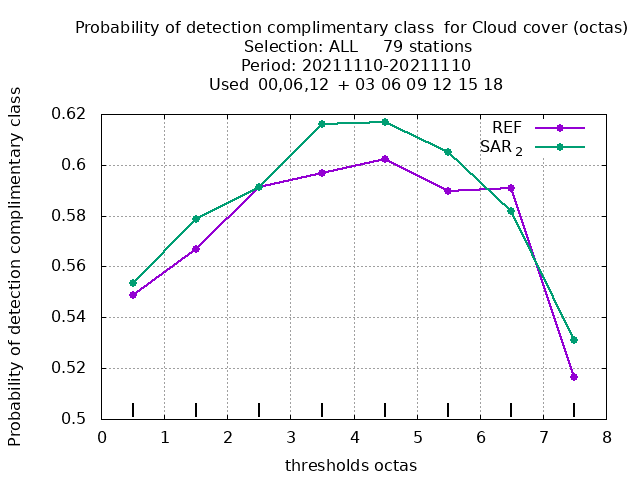 Probability of detection complimentary class  for Cloud cover (octas)
Selection: ALL     79 stations
Period: 20211110-20211110
Used  00,06,12  + 03 06 09 12 15 18
Probability of detection complimentary class
0.62
0.6
0.58
0.56
0.54
0.52
0.5
REF
SAR 2
0 1 2 3 4 5 6 7 8
thresholds octas